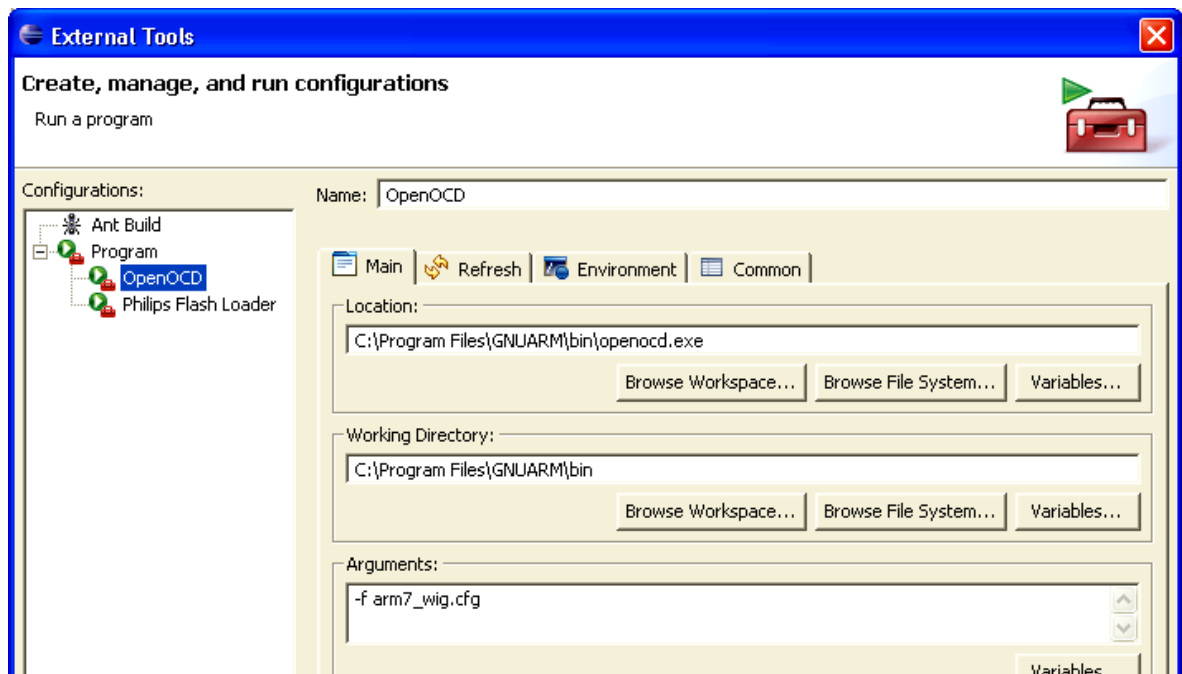 External Tools
Create, manage, and run configurations
Run a program
Configurations:
Ant Build
Program
OpenOCD
Philips Flash Loader
Name: OpenOCD
Main Refresh Environment Common
Location:
C:\Program Files\GNUARM\bin\openocd.exe
Browse Workspace... Browse File System... Variables...
Working Directory:
C:\Program Files\GNUARM\bin
Browse Workspace... Browse File System... Variables...
Arguments:
-f arm7_wig.cfg
Variables...